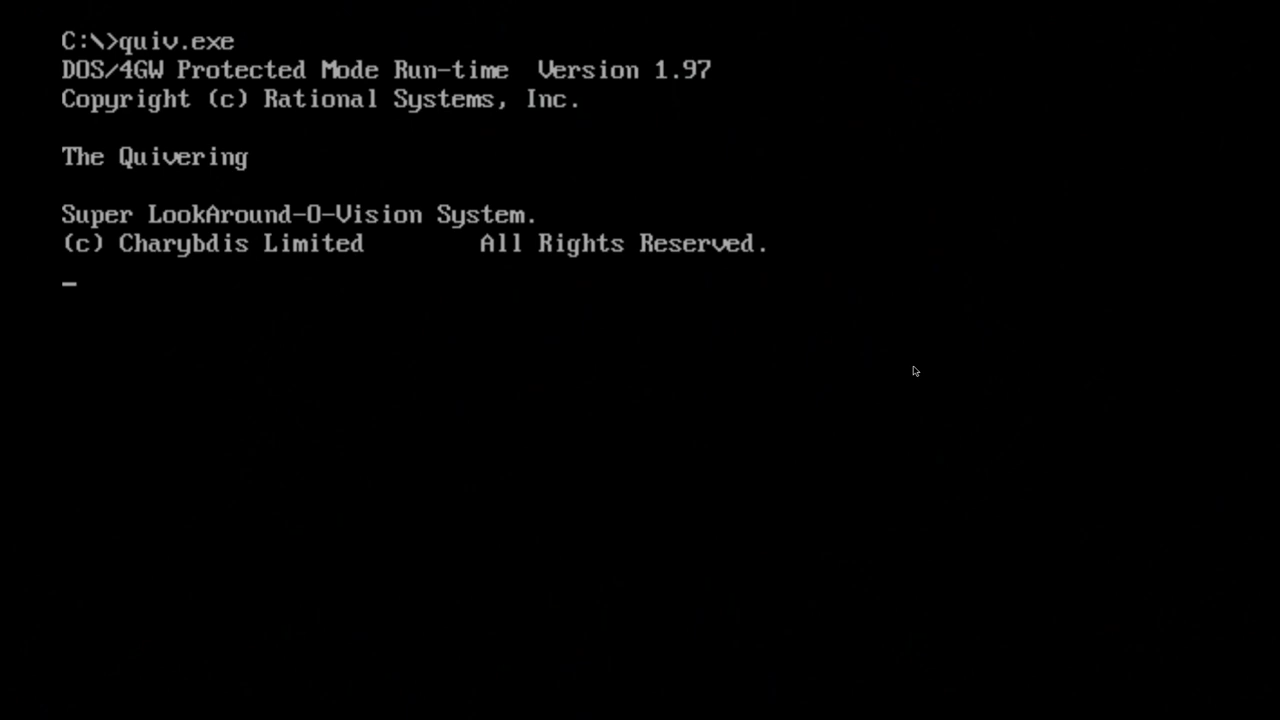 C:\>quiv.exe
DOS/4GW Protected Mode Run-time  Version 1.97
Copyright (c) Rational Systems, Inc.
The Quivering
Super LookAround-O-Vision System.
(c) Charybdis Limited        All Rights Reserved.